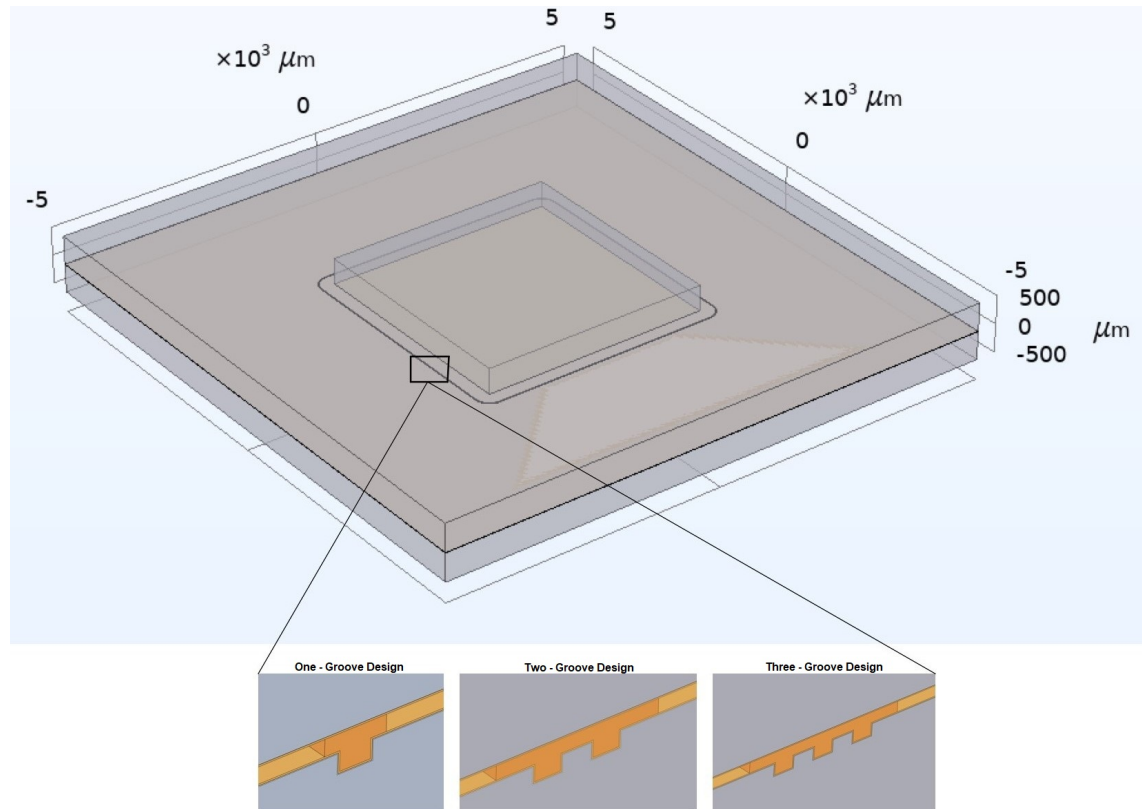 5 5
×10³ μm
×10³ μm
0
0
-5
-5
500
0 μm
-500
One - Groove Design Two - Groove Design Three - Groove Design